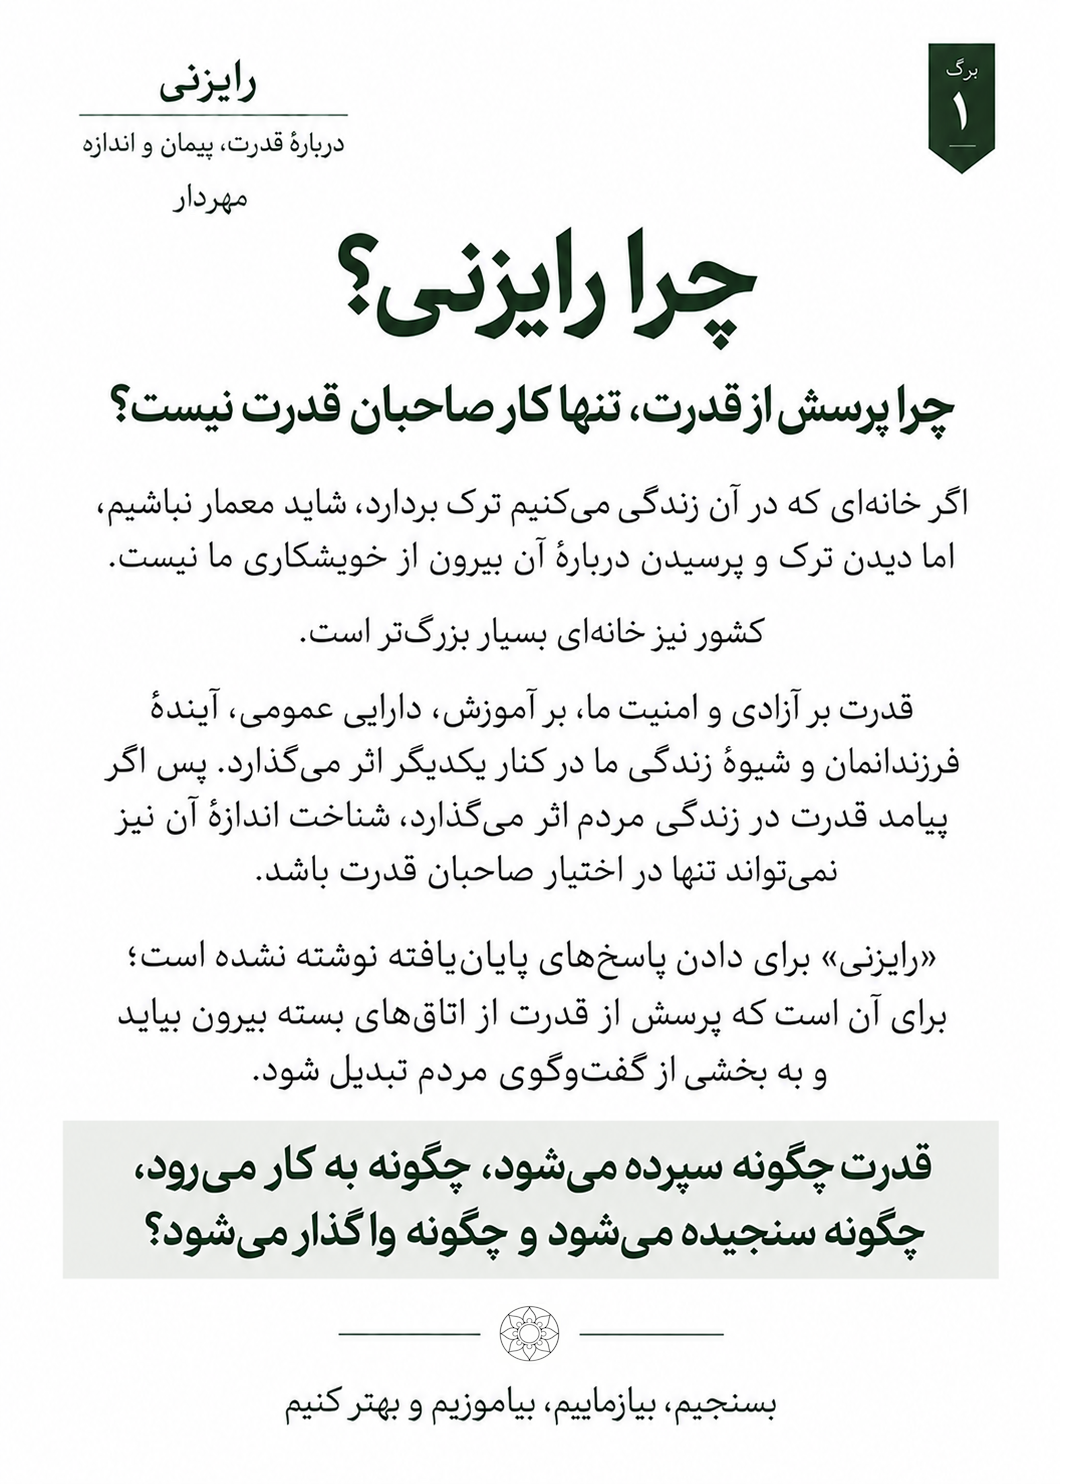 برگ
۱
رایزنی
دربارهٔ قدرت، پیمان و اندازه
مهردار
چرا رایزنی؟
چرا پرسش از قدرت، تنها کار صاحبان قدرت نیست؟
اگر خانه‌ای که در آن زندگی می‌کنیم ترک بردارد، شاید معمار نباشیم،
اما دیدن ترک و پرسیدن دربارهٔ آن بیرون از خویشکاری ما نیست.
کشور نیز خانه‌ای بسیار بزرگ‌تر است.
قدرت بر آزادی و امنیت ما، بر آموزش، دارایی عمومی، آیندهٔ
فرزندانمان و شیوهٔ زندگی ما در کنار یکدیگر اثر می‌گذارد. پس اگر
پیامد قدرت در زندگی مردم اثر می‌گذارد، شناخت اندازهٔ آن نیز
نمی‌تواند تنها در اختیار صاحبان قدرت باشد.
«رایزنی» برای دادن پاسخ‌های پایان‌یافته نوشته نشده است؛
برای آن است که پرسش از قدرت از اتاق‌های بسته بیرون بیاید
و به بخشی از گفت‌وگوی مردم تبدیل شود.
قدرت چگونه سپرده می‌شود، چگونه به کار می‌رود،
چگونه سنجیده می‌شود و چگونه واگذار می‌شود؟
بسنجیم، بیازماییم، بیاموزیم و بهتر کنیم